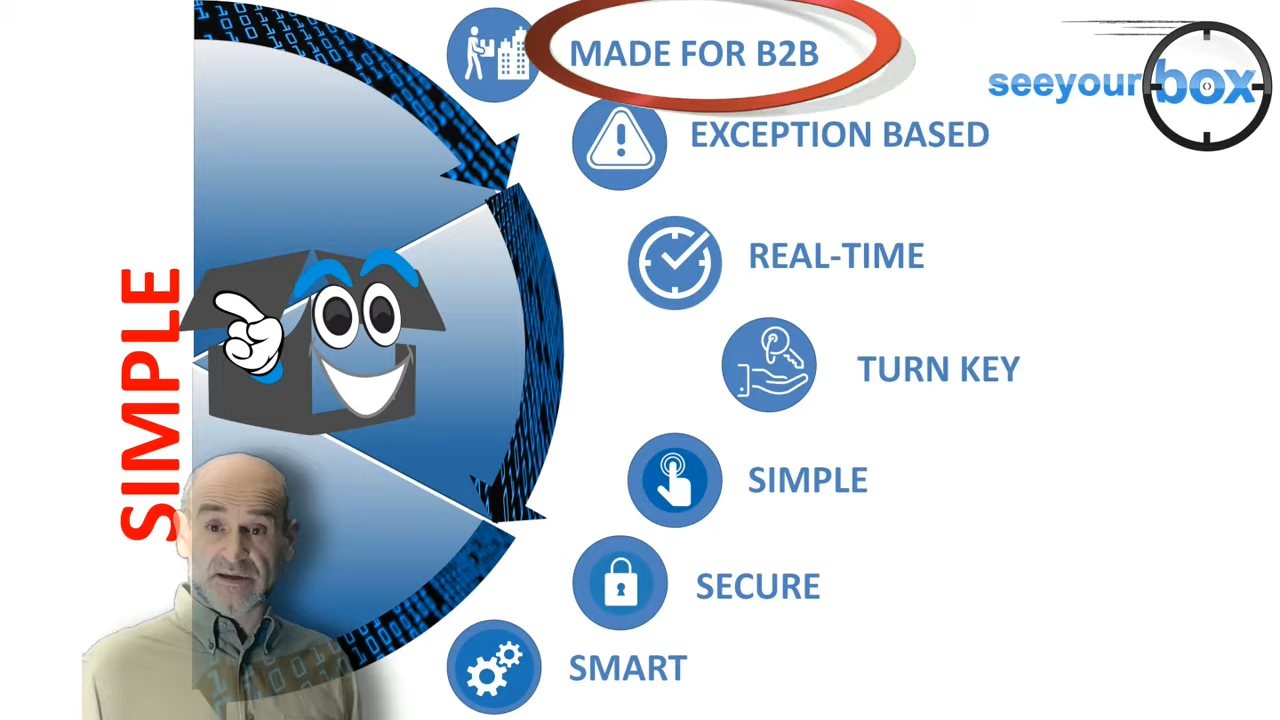 MADE FOR B2B
seeyourbox
EXCEPTION BASED
REAL-TIME
SIMPLE
TURN KEY
SIMPLE
SECURE
SMART